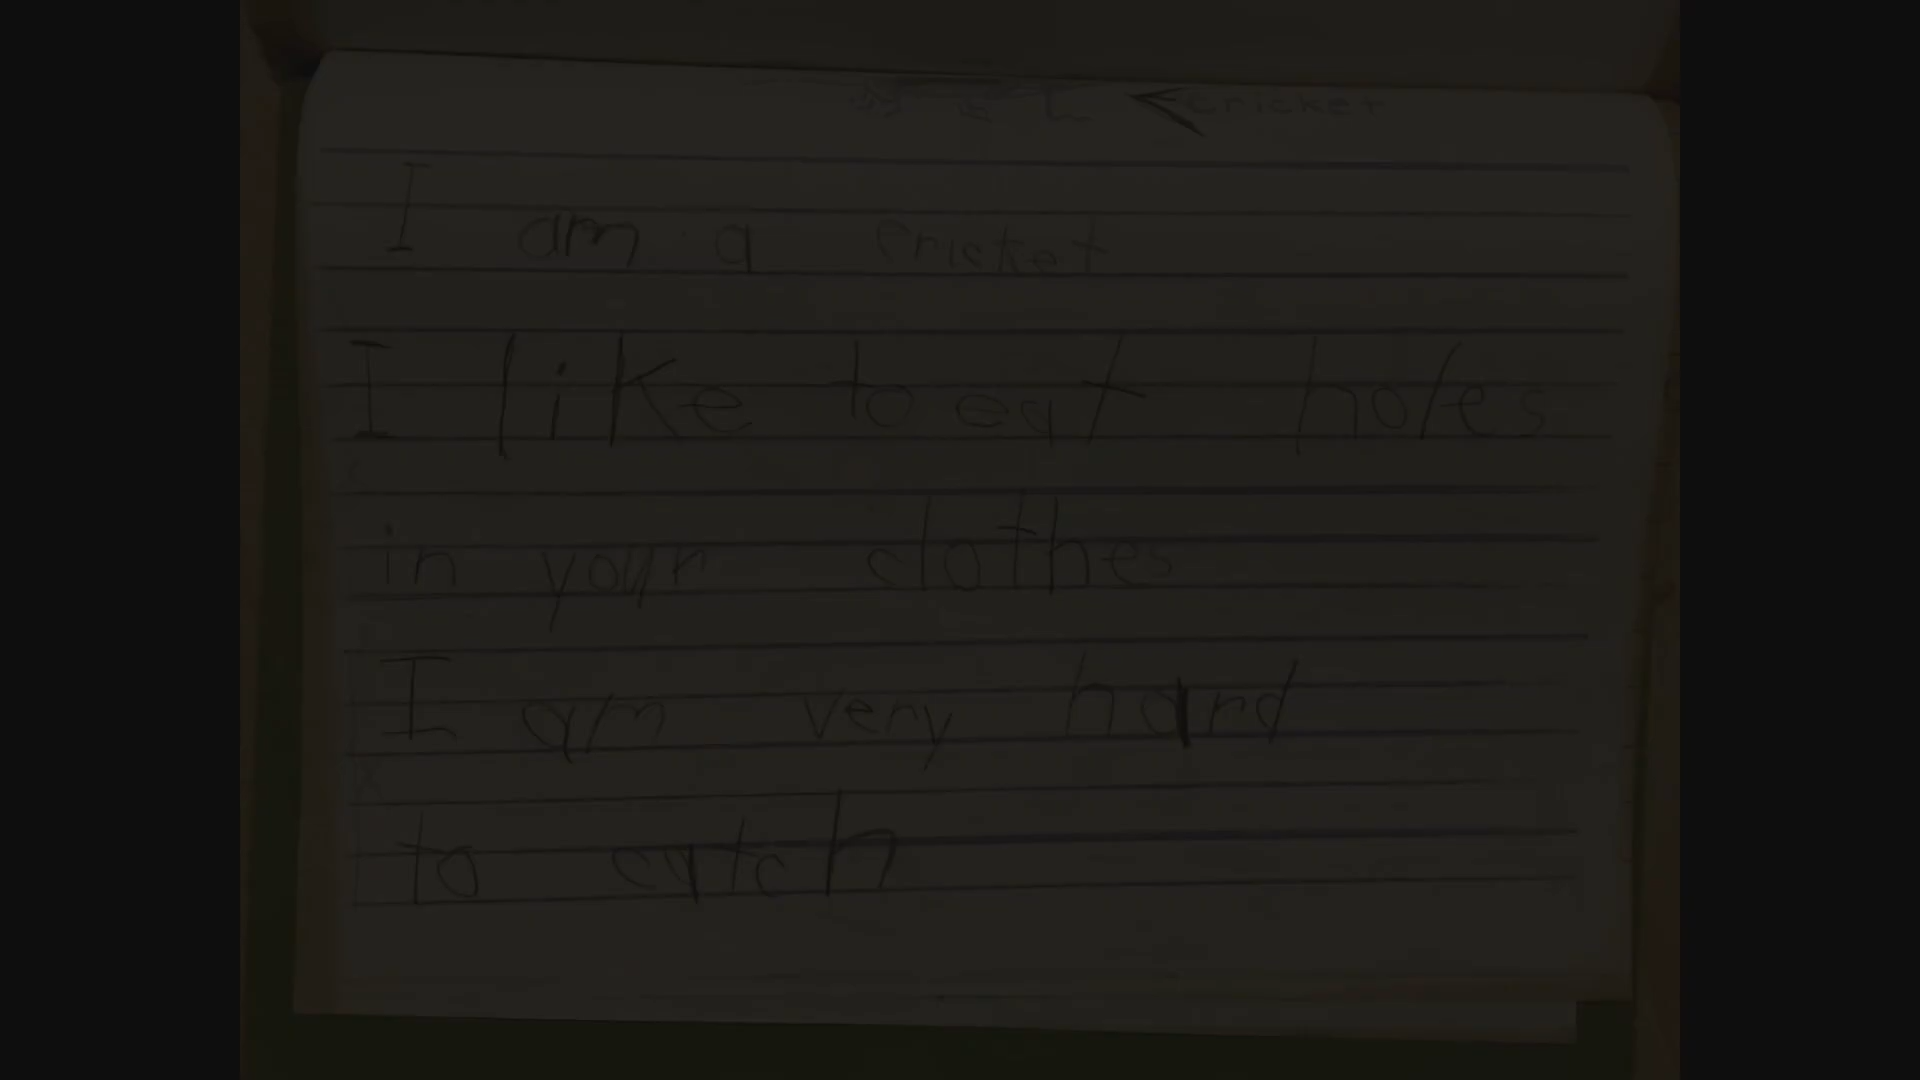 cricket
I am a cricket
I like to eat holes
in your clothes
I am very hard
to catch